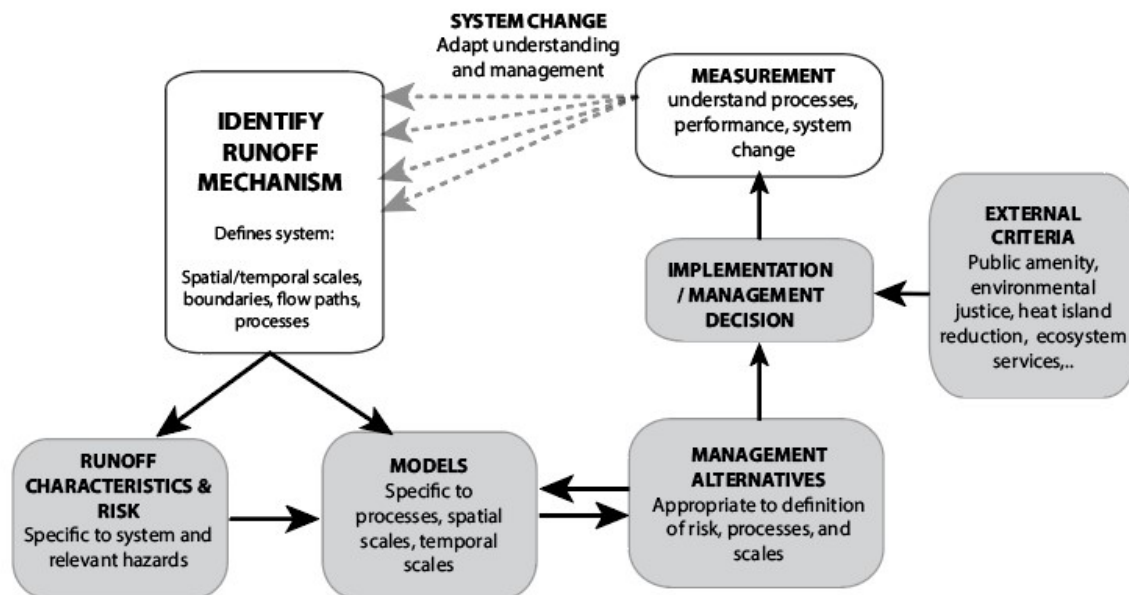 SYSTEM CHANGE
Adapt understanding
and management
IDENTIFY
RUNOFF
MECHANISM
Defines system:
Spatial/temporal scales,
boundaries, flow paths,
processes
MEASUREMENT
understand processes,
performance, system
change
EXTERNAL
CRITERIA
Public amenity,
environmental
justice, heat island
reduction, ecosystem
services,..
IMPLEMENTATION
/ MANAGEMENT
DECISION
RUNOFF
CHARACTERISTICS &
RISK
Specific to system and
relevant hazards
MODELS
Specific to
processes, spatial
scales, temporal
scales
MANAGEMENT
ALTERNATIVES
Appropriate to definition
of risk, processes, and
scales